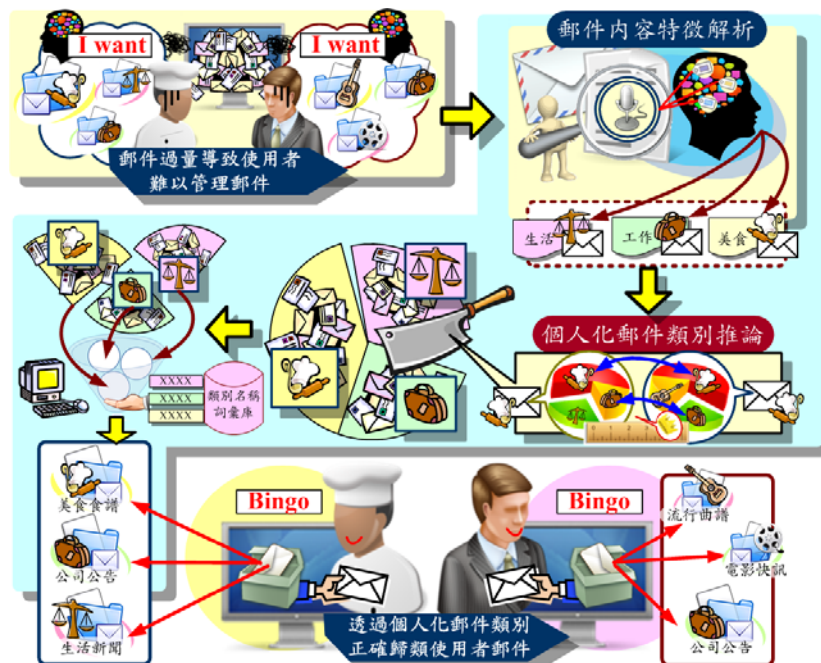 I want
I want
郵件過量導致使用者
難以管理郵件
郵件內容特徵解析
生活
工作
美食
個人化郵件類別推論
0 1 2
XXXX
XXXX
XXXX
類別名稱
詞彙庫
美食食譜
公司公告
生活新聞
Bingo
Bingo
流行曲譜
電影快訊
公司公告
透過個人化郵件類別
正確歸類使用者郵件